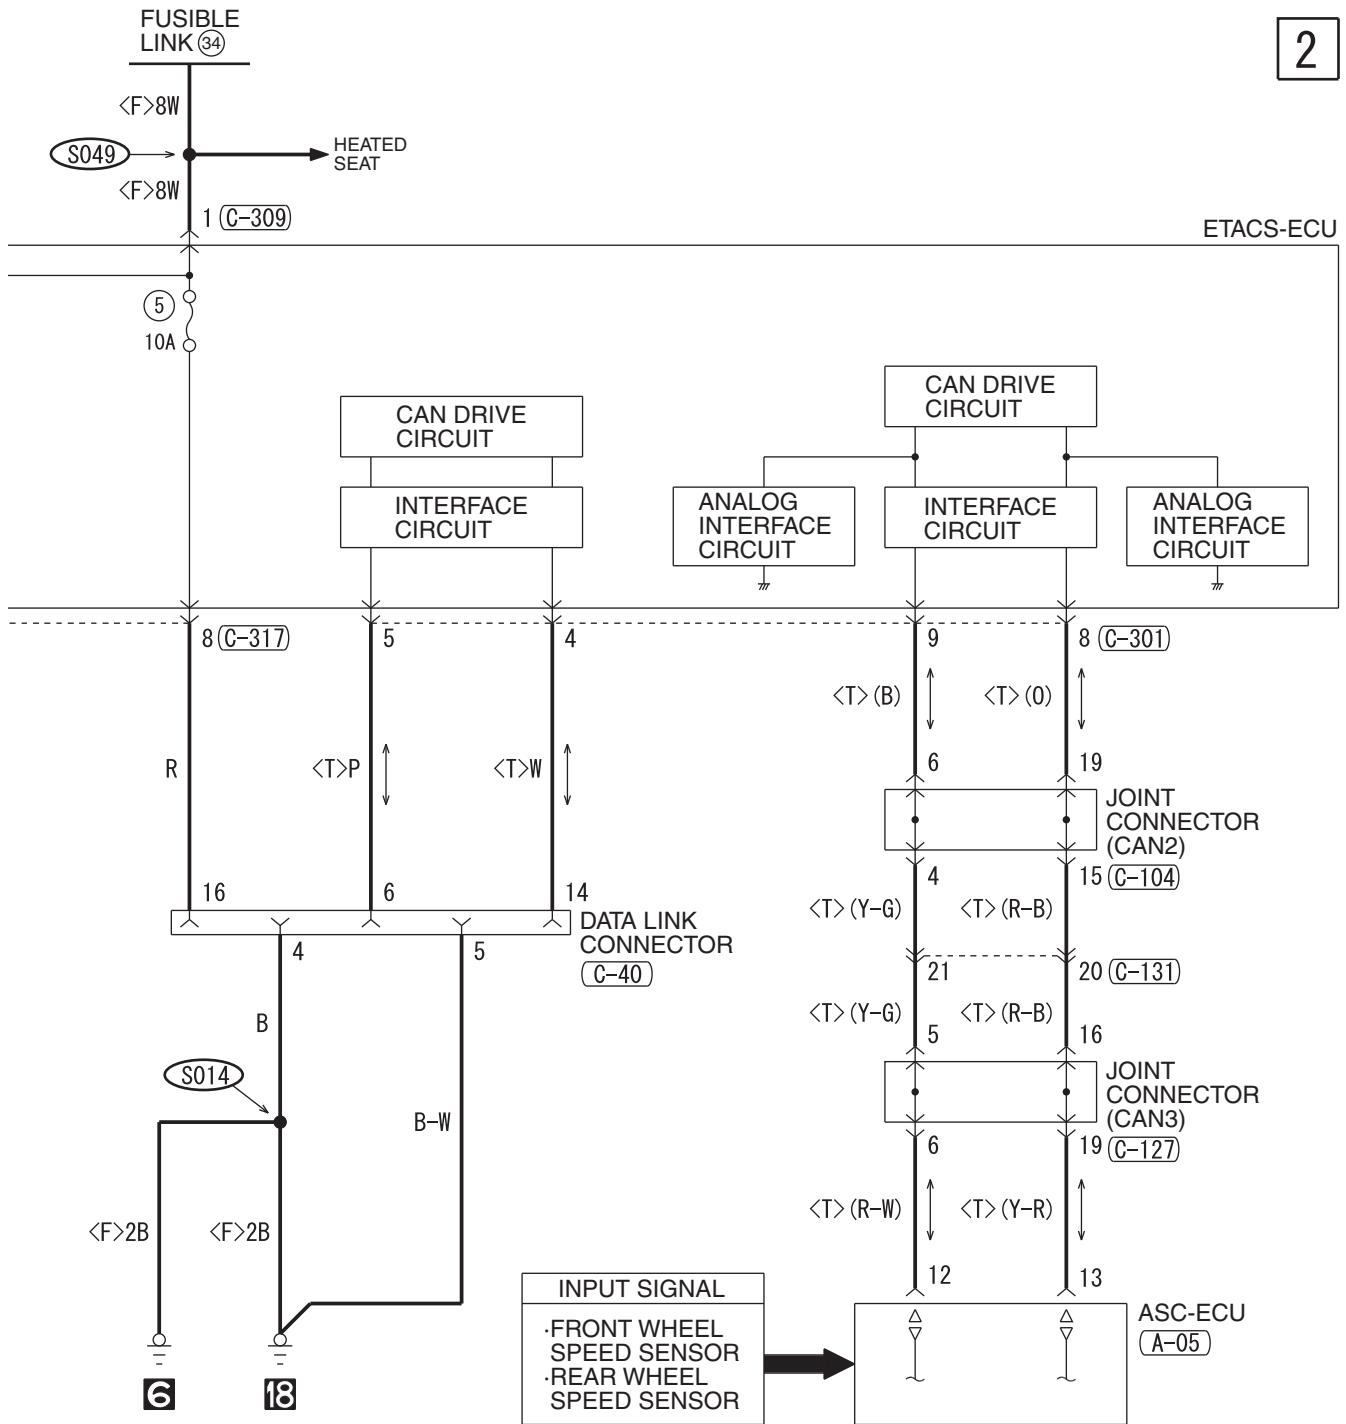 FUSIBLE
LINK 34
2
<F>8W
S049
HEATED
SEAT
<F>8W
1 C-309
ETACS-ECU
5
10A
CAN DRIVE
CIRCUIT
INTERFACE
CIRCUIT
CAN DRIVE
CIRCUIT
ANALOG
INTERFACE
CIRCUIT
INTERFACE
CIRCUIT
ANALOG
INTERFACE
CIRCUIT
8 C-317
5
4
9
8 C-301
<T>(B)
<T>(O)
R
<T>P
<T>W
6
19
JOINT
CONNECTOR
(CAN2)
16
6
14
4
15 C-104
DATA LINK
CONNECTOR
C-40
4
5
<T>(Y-G)
<T>(R-B)
21
20 C-131
<T>(Y-G)
<T>(R-B)
5
16
B
S014
B-W
JOINT
CONNECTOR
(CAN3)
6
19 C-127
<F>2B
<F>2B
<T>(R-W)
<T>(Y-R)
12
13
INPUT SIGNAL
·FRONT WHEEL
SPEED SENSOR
·REAR WHEEL
SPEED SENSOR
ASC-ECU
A-05
6
18